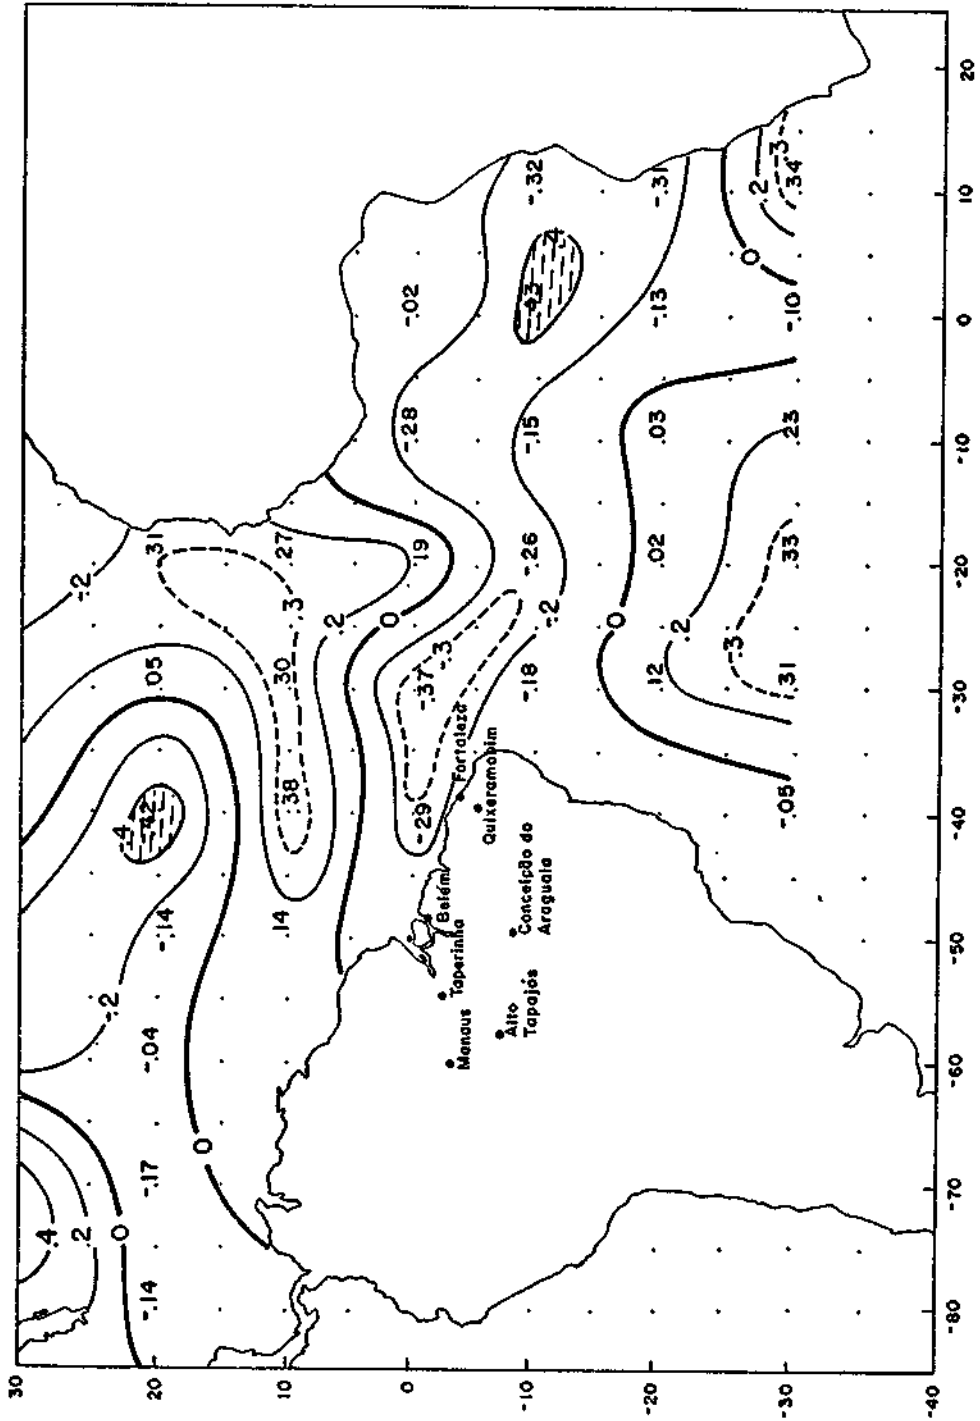 30
.4
.2 -.2
-.2
0 -.4
20 -.14 -.17 -.04 -.14 -.42 .05 .31
0
10 .14 .38 .30 .27
.3
.2
0
0 -.29 -.37 .19 -.28 -.02
-.3
Belém
Taperinha Fortaleza
Manaus
Quixeramobim
Alto
Tapajós
Conceição do
Araguaia
-10 -.18 -.26 -.15 -.43 -.32
-.2 -.4
0
-20 .12 .02 .03 -.13 -.31
.2
.3
0 .2 .3
-30 -.05 .31 .33 .23 -.10 .34
-40
-80 -70 -60 -50 -40 -30 -20 -10 0 10 20